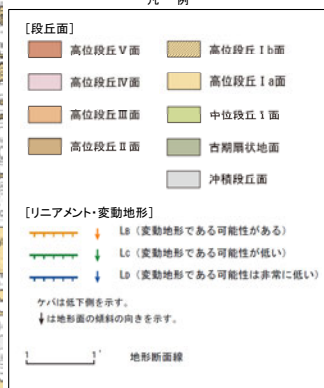 凡 例
[段丘面]
高位段丘Ⅴ面
高位段丘Ⅰb面
高位段丘Ⅳ面
高位段丘Ⅰa面
高位段丘Ⅲ面
中位段丘Ⅰ面
高位段丘Ⅱ面
古期扇状地面
沖積段丘面
[リニアメント・変動地形]
LB (変動地形である可能性がある)
LC (変動地形である可能性が低い)
LD (変動地形である可能性は非常に低い)
ケバは低下側を示す。
↓は地形面の傾斜の向きを示す。
1 1' 地形断面線